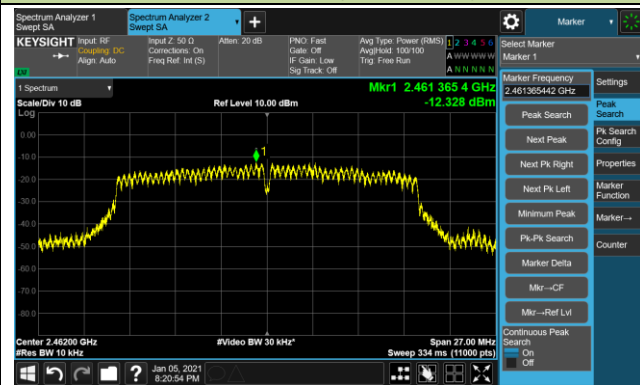 Spectrum Analyzer 1
Swept SA
Spectrum Analyzer 2
Swept SA
Marker
KEYSIGHT
Input: RF
Coupling: DC
Align: Auto
Input Z: 50 Ω
Corrections: On
Freq Ref: Int (S)
Atten: 20 dB
PNO: Fast
Gate: Off
IF Gain: Low
Sig Track: Off
Avg Type: Power (RMS)
Avg|Hold: 100/100
Trig: Free Run
1 2 3 4 5 6
A W W W W W
A N N N N N
Select Marker
Marker 1
1 Spectrum
Scale/Div 10 dB
Log
Ref Level 10.00 dBm
Mkr1 2.461 365 4 GHz
-12.328 dBm
1
0.00
-10.0
-20.0
-30.0
-40.0
-50.0
-60.0
-70.0
-80.0
Center 2.46200 GHz
#Res BW 10 kHz
#Video BW 30 kHz*
Span 27.00 MHz
Sweep 334 ms (11000 pts)
Marker Frequency
2.461365442 GHz
Peak Search
Next Peak
Next Pk Right
Next Pk Left
Minimum Peak
Pk-Pk Search
Marker Delta
Mkr→CF
Mkr→Ref Lvl
Continuous Peak
Search
On
Off
Settings
Peak
Search
Pk Search
Config
Properties
Marker
Function
Marker→
Counter
Jan 05, 2021
8:20:54 PM